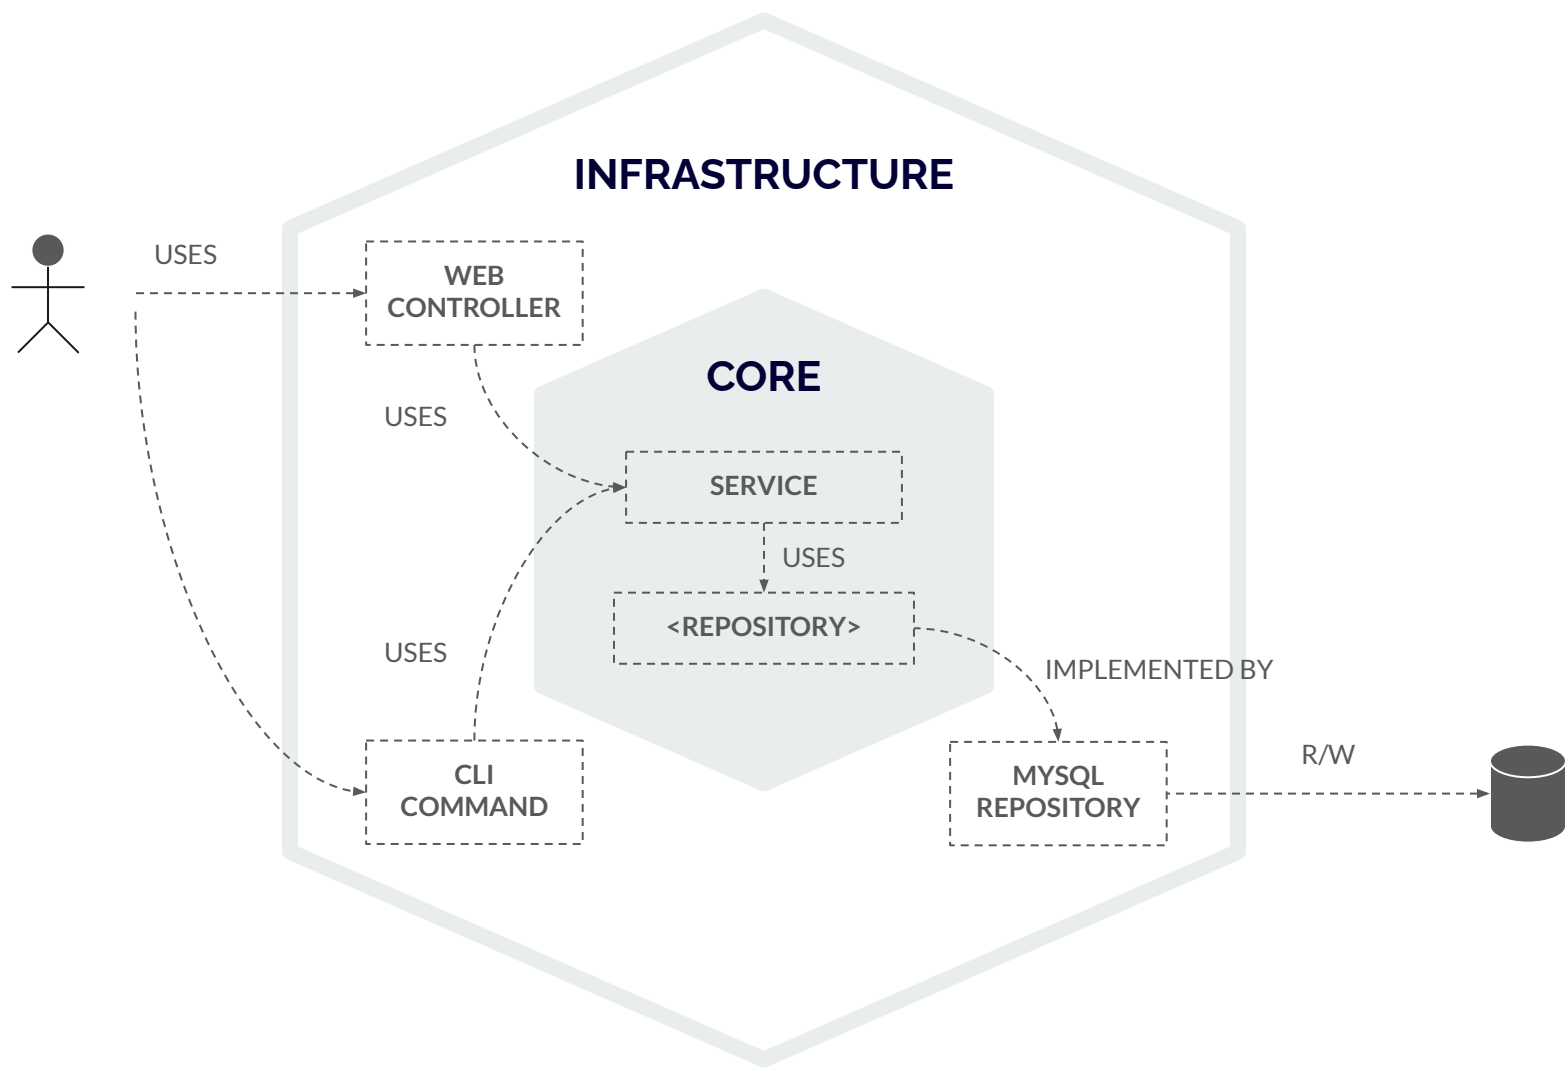 INFRASTRUCTURE
USES
WEB
CONTROLLER
CORE
USES
SERVICE
USES
<REPOSITORY>
USES
IMPLEMENTED BY
CLI
COMMAND
MYSQL
REPOSITORY
R/W